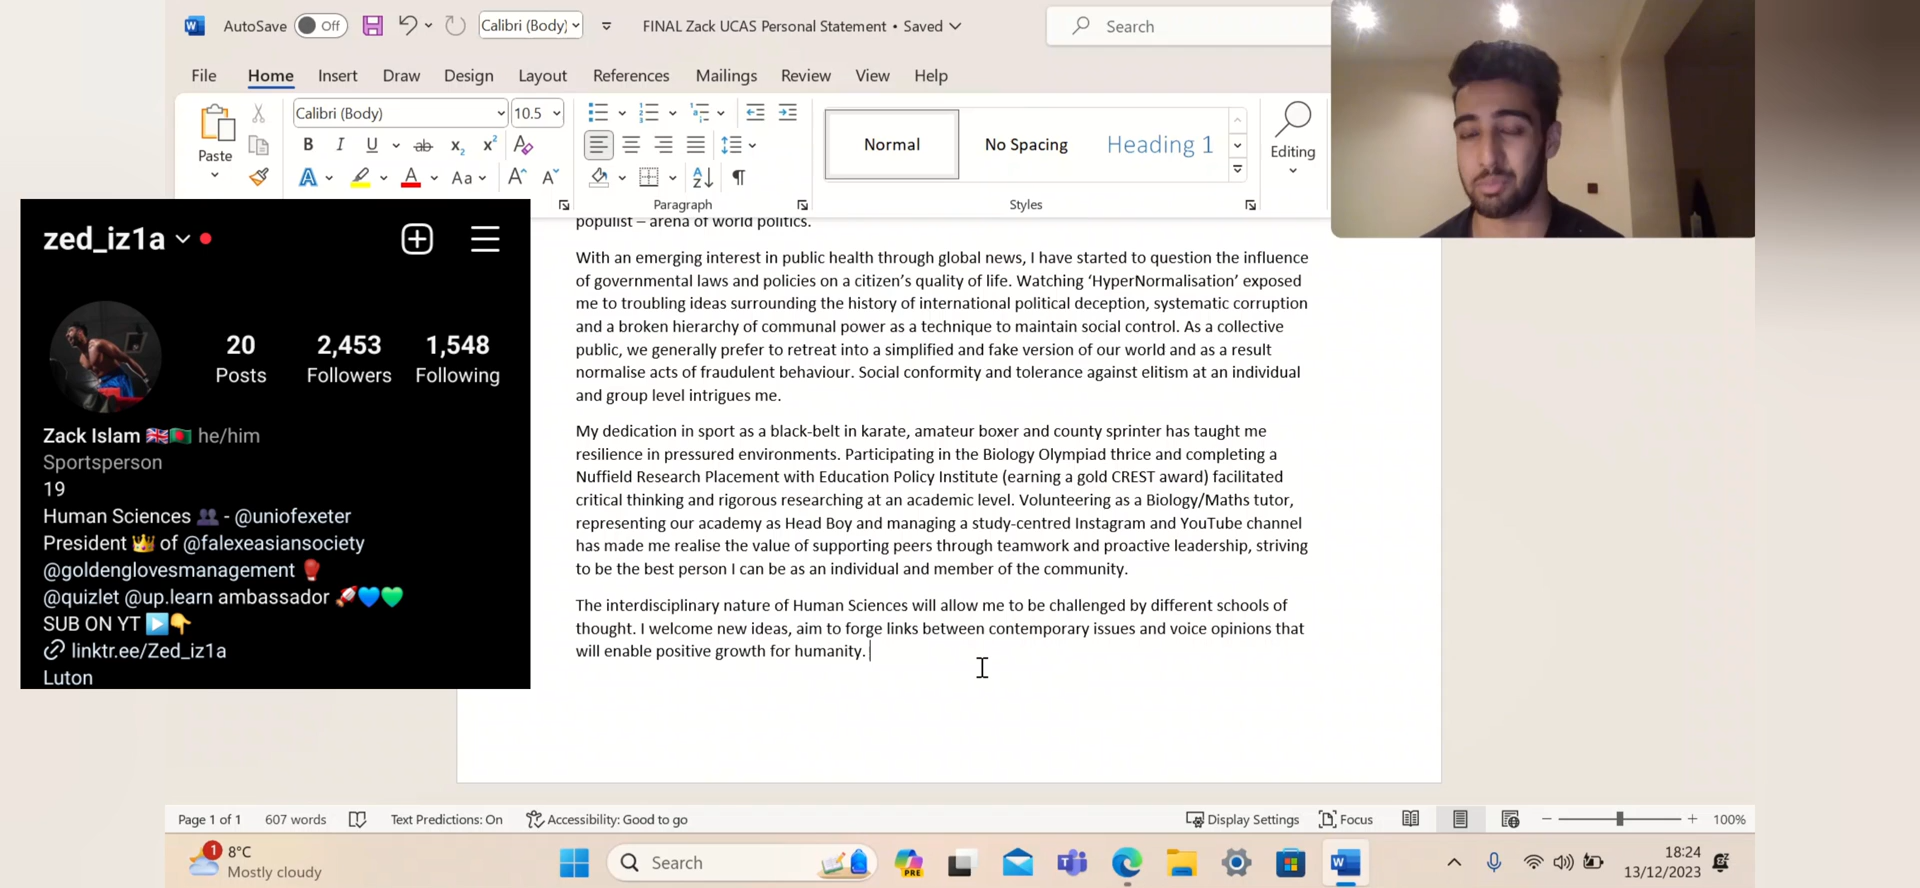 AutoSave Off Calibri (Body) FINAL Zack UCAS Personal Statement • Saved Search
File Home Insert Draw Design Layout References Mailings Review View Help
Paste
Calibri (Body) 10.5
B I U ab x₂ x² A
A A Aa A A
Normal No Spacing Heading 1
Editing
Paragraph Styles
populist – arena of world politics.
With an emerging interest in public health through global news, I have started to question the influence
of governmental laws and policies on a citizen’s quality of life. Watching ‘HyperNormalisation’ exposed
me to troubling ideas surrounding the history of international political deception, systematic corruption
and a broken hierarchy of communal power as a technique to maintain social control. As a collective
public, we generally prefer to retreat into a simplified and fake version of our world and as a result
normalise acts of fraudulent behaviour. Social conformity and tolerance against elitism at an individual
and group level intrigues me.
My dedication in sport as a black-belt in karate, amateur boxer and county sprinter has taught me
resilience in pressured environments. Participating in the Biology Olympiad thrice and completing a
Nuffield Research Placement with Education Policy Institute (earning a gold CREST award) facilitated
critical thinking and rigorous researching at an academic level. Volunteering as a Biology/Maths tutor,
representing our academy as Head Boy and managing a study-centred Instagram and YouTube channel
has made me realise the value of supporting peers through teamwork and proactive leadership, striving
to be the best person I can be as an individual and member of the community.
The interdisciplinary nature of Human Sciences will allow me to be challenged by different schools of
thought. I welcome new ideas, aim to forge links between contemporary issues and voice opinions that
will enable positive growth for humanity.
zed_iz1a
20 2,453 1,548
Posts Followers Following
Zack Islam 🇬🇧🇧🇩 he/him
Sportsperson
19
Human Sciences 👥 - @uniofexeter
President 👑 of @falexeasiansociety
@goldenglovesmanagement 🥊
@quizlet @up.learn ambassador 🚀💙💚
SUB ON YT ▶️👇
linktr.ee/Zed_iz1a
Luton
Page 1 of 1 607 words Text Predictions: On Accessibility: Good to go Display Settings Focus 100%
1 8°C
Mostly cloudy
Search
PRE
18:24
13/12/2023